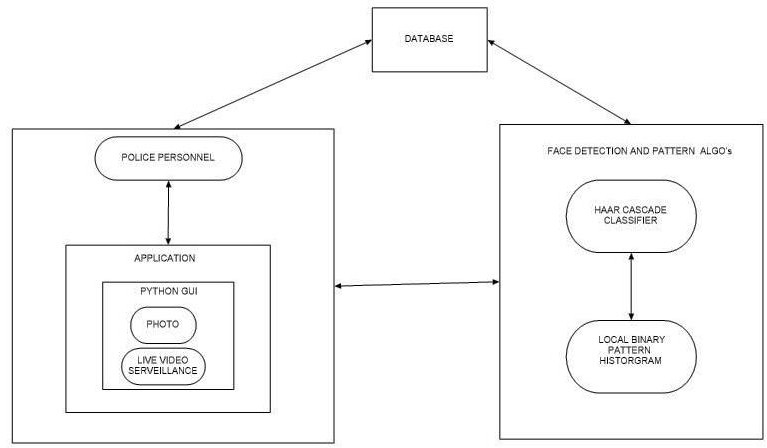 DATABASE
POLICE PERSONNEL
APPLICATION
PYTHON GUI
PHOTO
LIVE VIDEO
SERVEILLANCE
FACE DETECTION AND PATTERN ALGO's
HAAR CASCADE
CLASSIFIER
LOCAL BINARY
PATTERN
HISTORGRAM